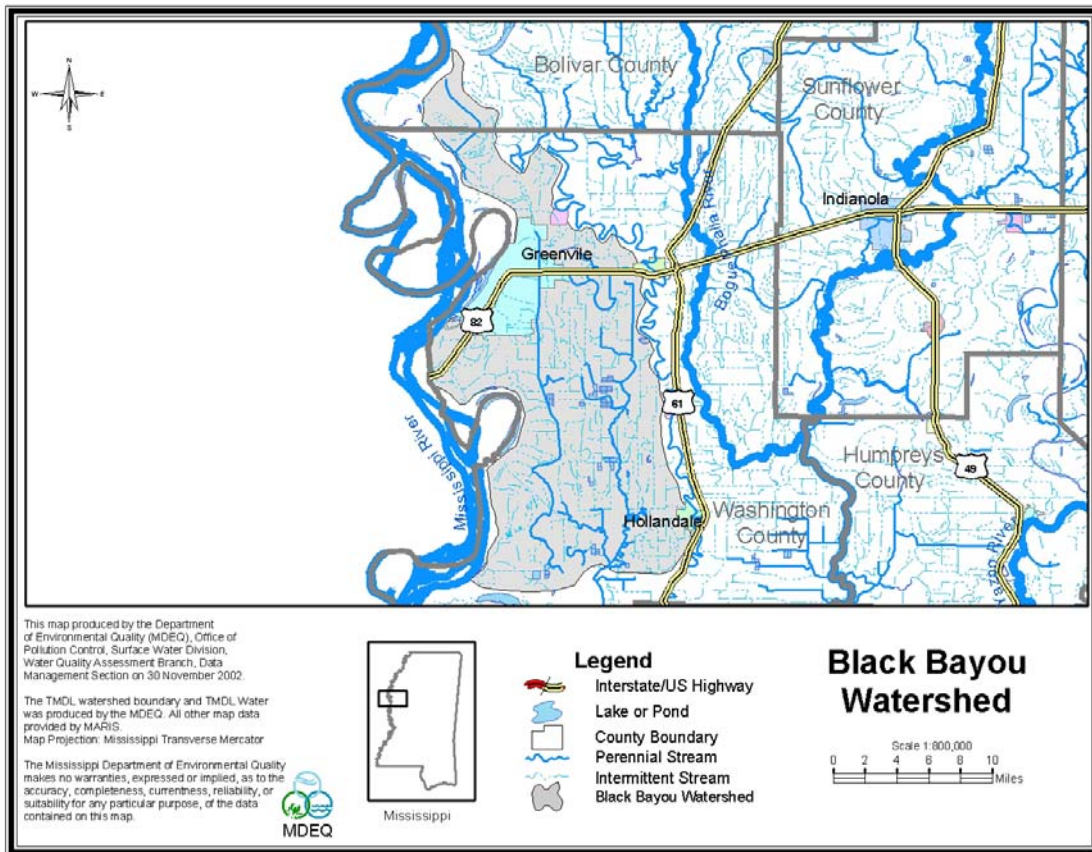 N
W E
S
Bolivar County
Sunflower
County
Indianola
Bogue Phalia River
Greenvile
82
61
Mississippi River
Humpreys
County
49
Hollandale
Washington
County
Yazoo River
This map produced by the Department
of Environmental Quality (MDEQ), Office of
Pollution Control, Surface Water Division,
Water Quality Assessment Branch, Data
Management Section on 30 November 2002.
The TMDL watershed boundary and TMDL Water
was produced by the MDEQ. All other map data
provided by MARIS.
Map Projection: Mississippi Transverse Mercator
The Mississippi Department of Environmental Quality
makes no warranties, expressed or implied, as to the
accuracy, completeness, currentness, reliability, or
suitability for any particular purpose, of the data
contained on this map.
MDEQ
Mississippi
Legend
Interstate/US Highway
Lake or Pond
County Boundary
Perennial Stream
Intermittent Stream
Black Bayou Watershed
Black Bayou
Watershed
Scale 1:800,000
0 2 4 6 8 10
Miles